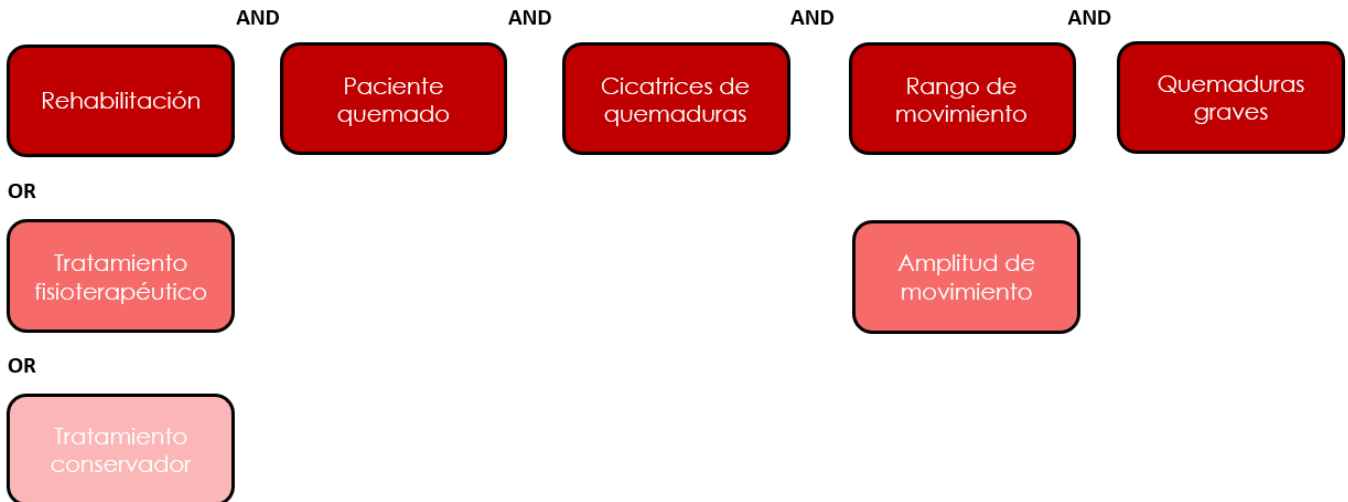 AND AND AND AND
Rehabilitación
Paciente
quemado
Cicatrices de
quemaduras
Rango de
movimiento
Quemaduras
graves
OR
Tratamiento
fisioterapéutico
Amplitud de
movimiento
OR
Tratamiento
conservador